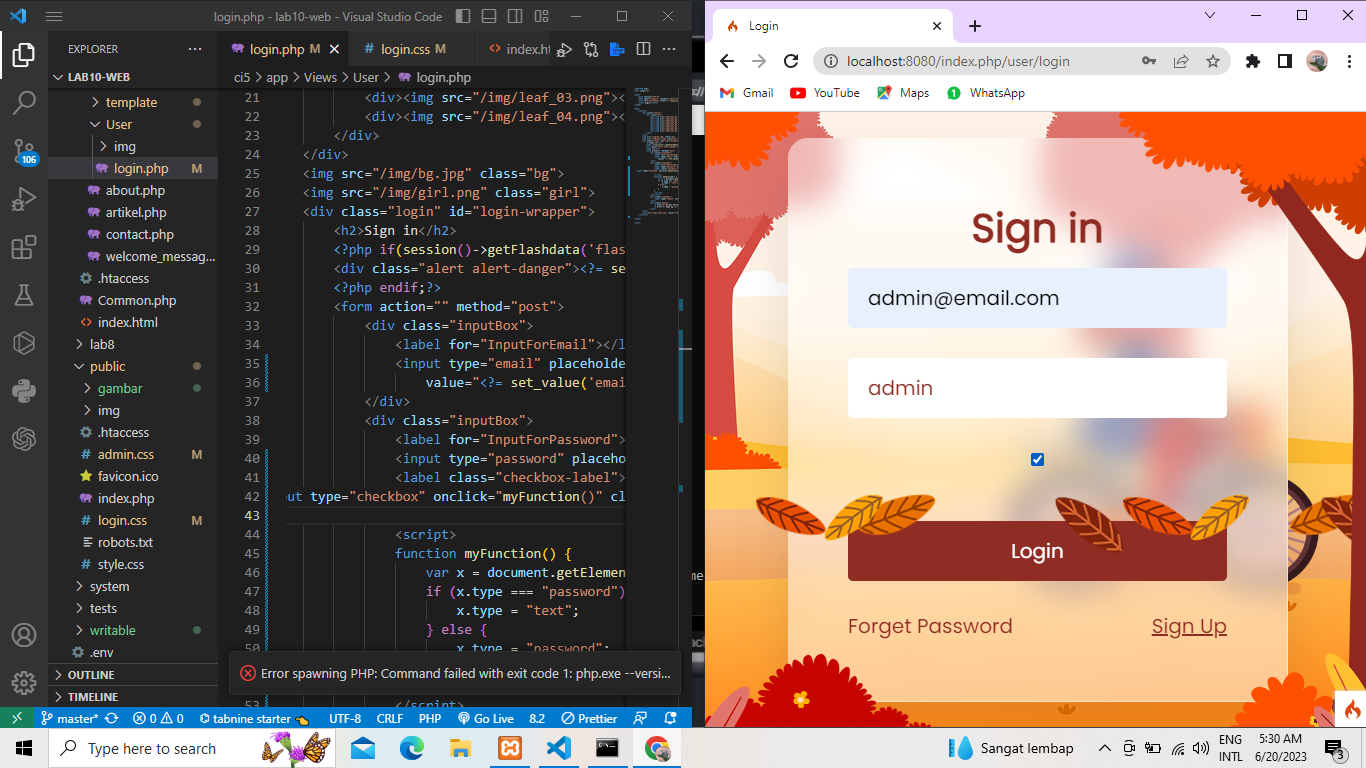 login.php - lab10-web - Visual Studio Code
EXPLORER
LAB10-WEB
template
User
img
login.php M
about.php
artikel.php
contact.php
welcome_messag...
.htaccess
Common.php
index.html
lab8
public
gambar
img
.htaccess
admin.css M
favicon.ico
index.php
login.css M
robots.txt
style.css
system
tests
writable
.env
OUTLINE
TIMELINE
106
login.php M
login.css M
index.ht
ci5 > app > Views > User > login.php
21 <div><img src="/img/leaf_03.png"><
22 <div><img src="/img/leaf_04.png"><
23 </div>
24 </div>
25 <img src="/img/bg.jpg" class="bg">
26 <img src="/img/girl.png" class="girl">
27 <div class="login" id="login-wrapper">
28 <h2>Sign in</h2>
29 <?php if(session()->getFlashdata('flas
30 <div class="alert alert-danger"><?= se
31 <?php endif;?>
32 <form action="" method="post">
33 <div class="inputBox">
34 <label for="InputForEmail"></l
35 <input type="email" placeholde
36 value="<?= set_value('emai
37 </div>
38 <div class="inputBox">
39 <label for="InputForPassword">
40 <input type="password" placeho
41 <label class="checkbox-label">
42 ut type="checkbox" onclick="myFunction()" cl
43
44 <script>
45 function myFunction() {
46 var x = document.getElemen
47 if (x.type === "password")
48 x.type = "text";
49 } else {
50 x.type = "password";
Error spawning PHP: Command failed with exit code 1: php.exe --versi...
53 </script>
master* 0 0 tabnine starter UTF-8 CRLF PHP Go Live 8.2 Prettier
Login
localhost:8080/index.php/user/login
Gmail YouTube Maps WhatsApp
Sign in
admin@email.com
admin
Login
Forget Password Sign Up
Type here to search
Sangat lembap
ENG
INTL
5:30 AM
6/20/2023
3